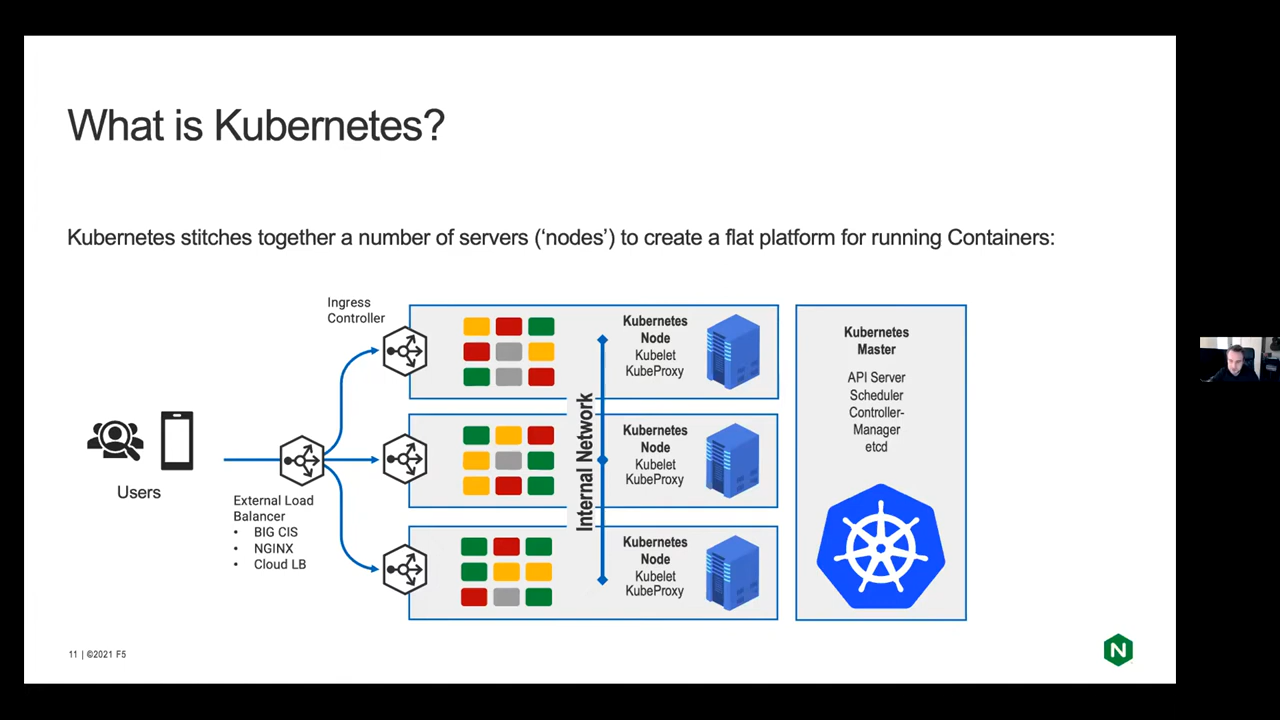 What is Kubernetes?
Kubernetes stitches together a number of servers (‘nodes’) to create a flat platform for running Containers:
Ingress
Controller
Users
External Load
Balancer
• BIG CIS
• NGINX
• Cloud LB
Internal Network
Kubernetes
Node
Kubelet
KubeProxy
Kubernetes
Node
Kubelet
KubeProxy
Kubernetes
Node
Kubelet
KubeProxy
Kubernetes
Master
API Server
Scheduler
Controller-
Manager
etcd
11 | ©2021 F5
N